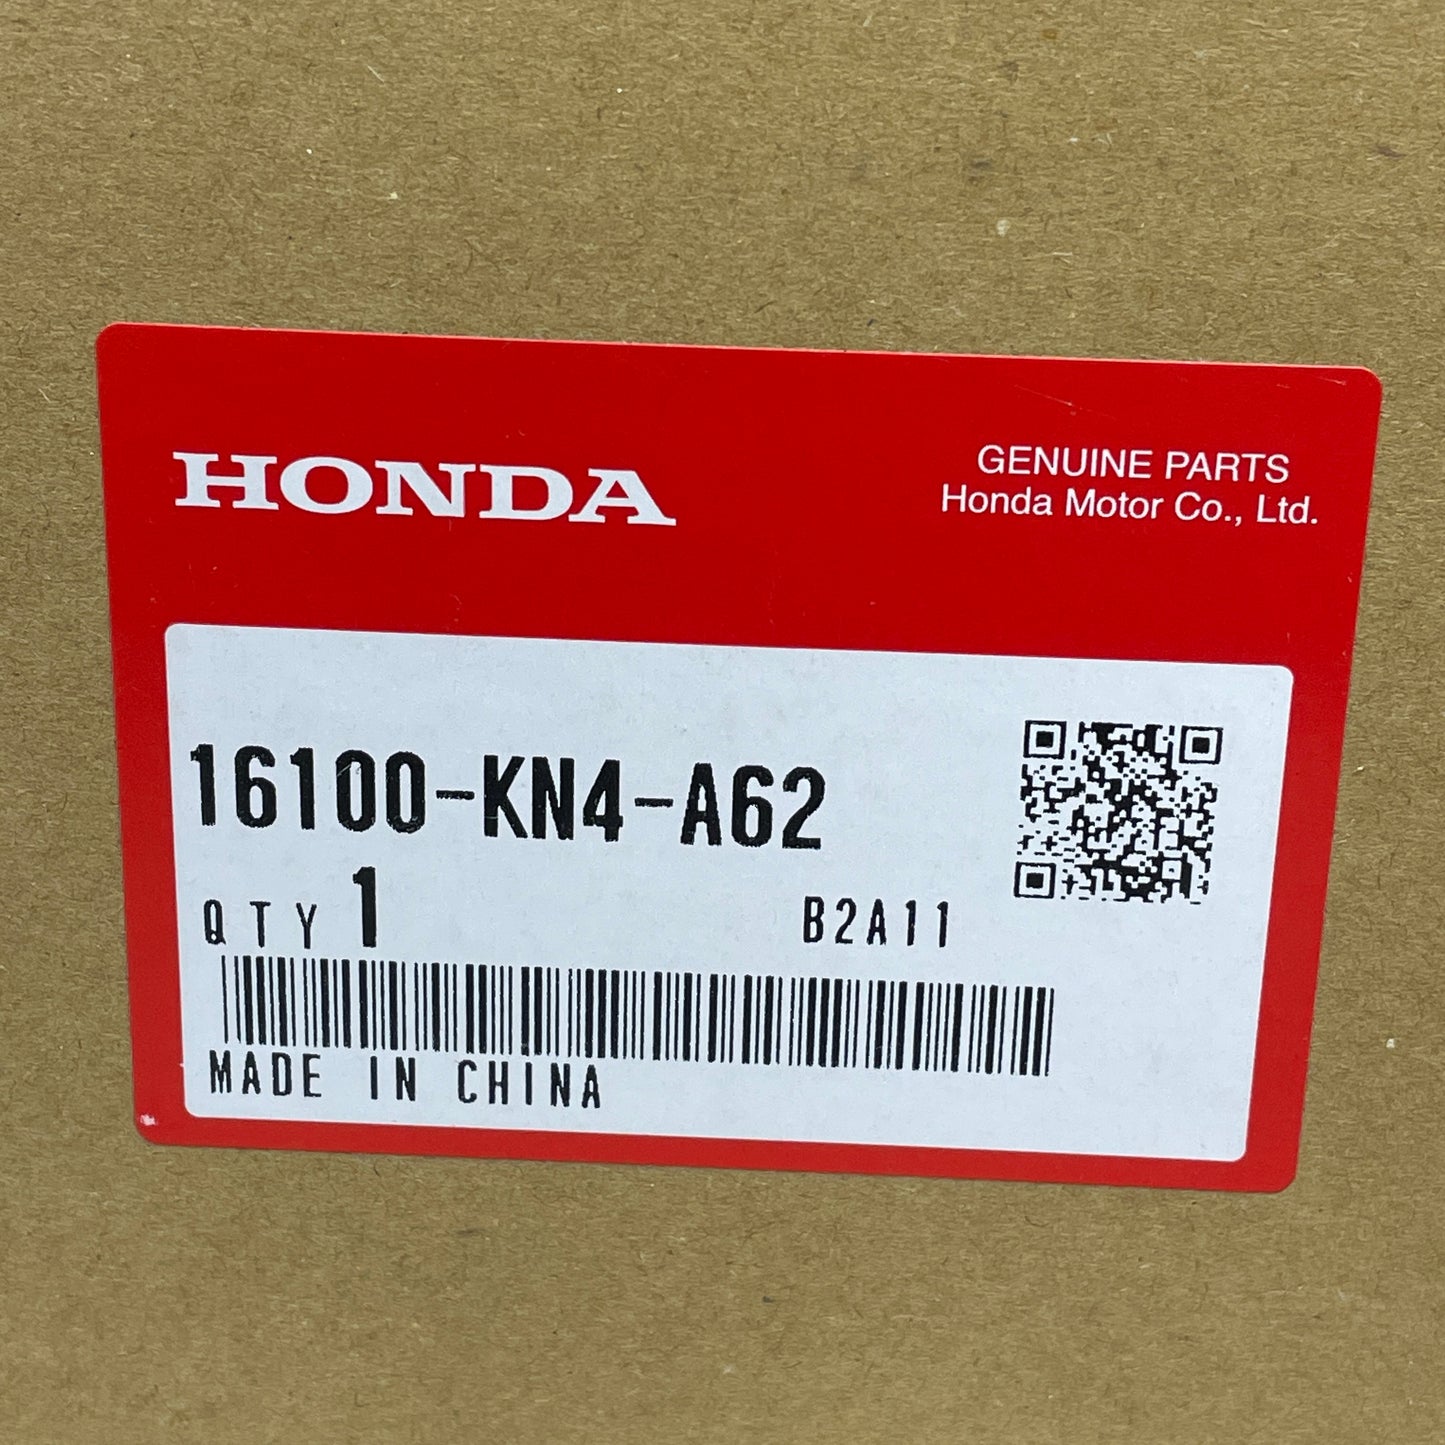 HONDA
GENUINE PARTS
Honda Motor Co., Ltd.
16100-KN4-A62
QTY 1 B2A11
MADE IN CHINA